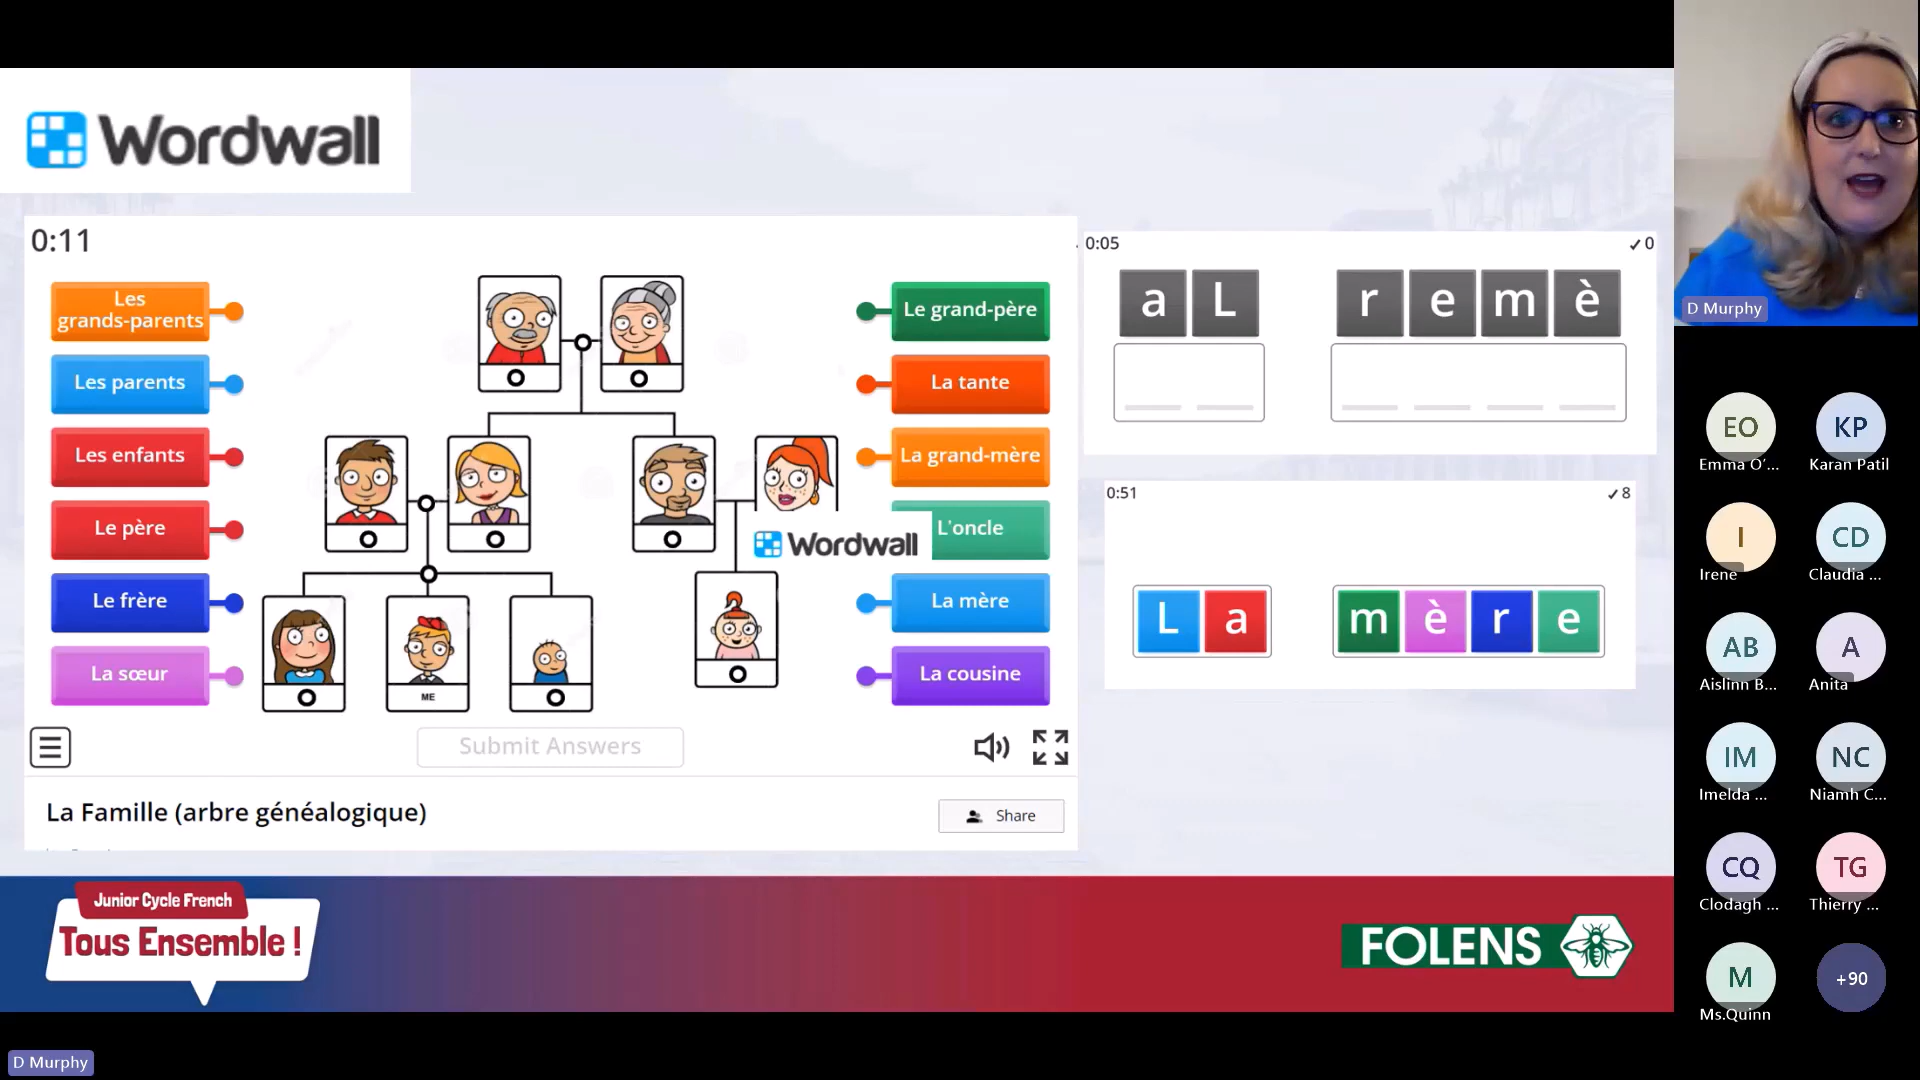 Wordwall
0:11
Les
grands-parents
Les parents
Les enfants
Le père
Le frère
La sœur
ME
Le grand-père
La tante
La grand-mère
L'oncle
La mère
La cousine
Wordwall
Submit Answers
La Famille (arbre généalogique)
Share
0:05
✓ 0
a L r e m è
0:51
✓ 8
L a m è r e
Junior Cycle French
Tous Ensemble !
FOLENS
D Murphy
EO
Emma O'...
KP
Karan Patil
I
Irene
CD
Claudia ...
AB
Aislinn B...
A
Anita
IM
Imelda ...
NC
Niamh C...
CQ
Clodagh ...
TG
Thierry ...
M
Ms.Quinn
+90
D Murphy